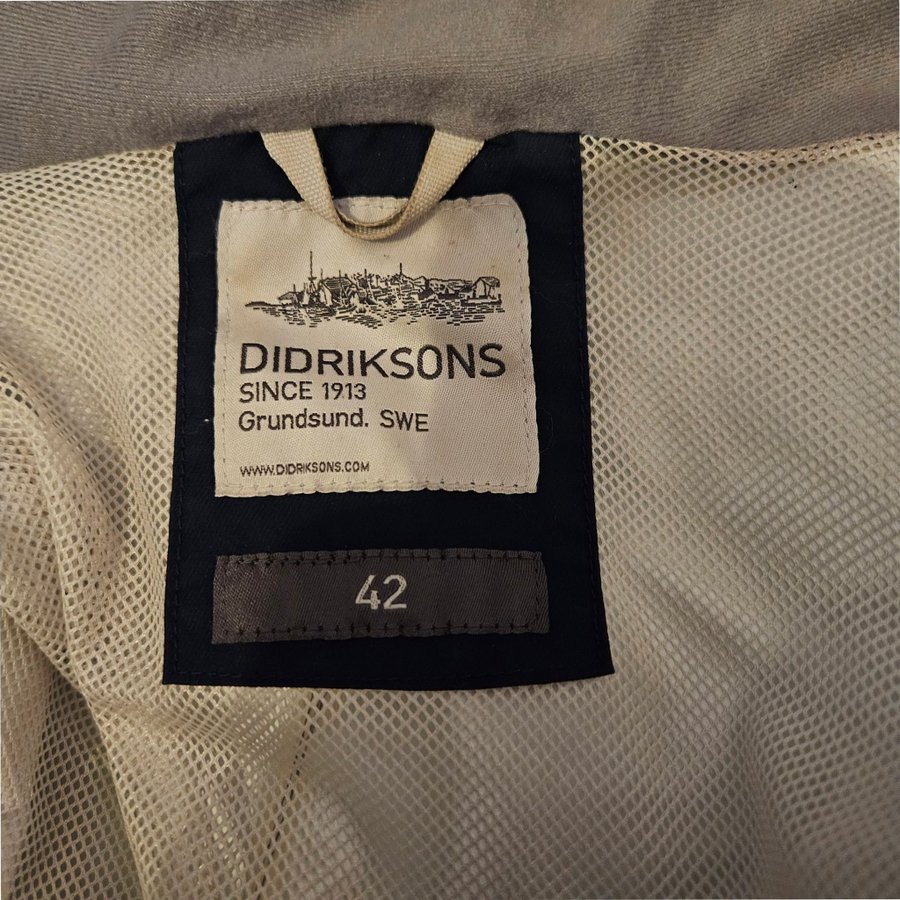 DIDRIKSONS
SINCE 1913
Grundsund. SWE
WWW.DIDRIKSONS.COM
42